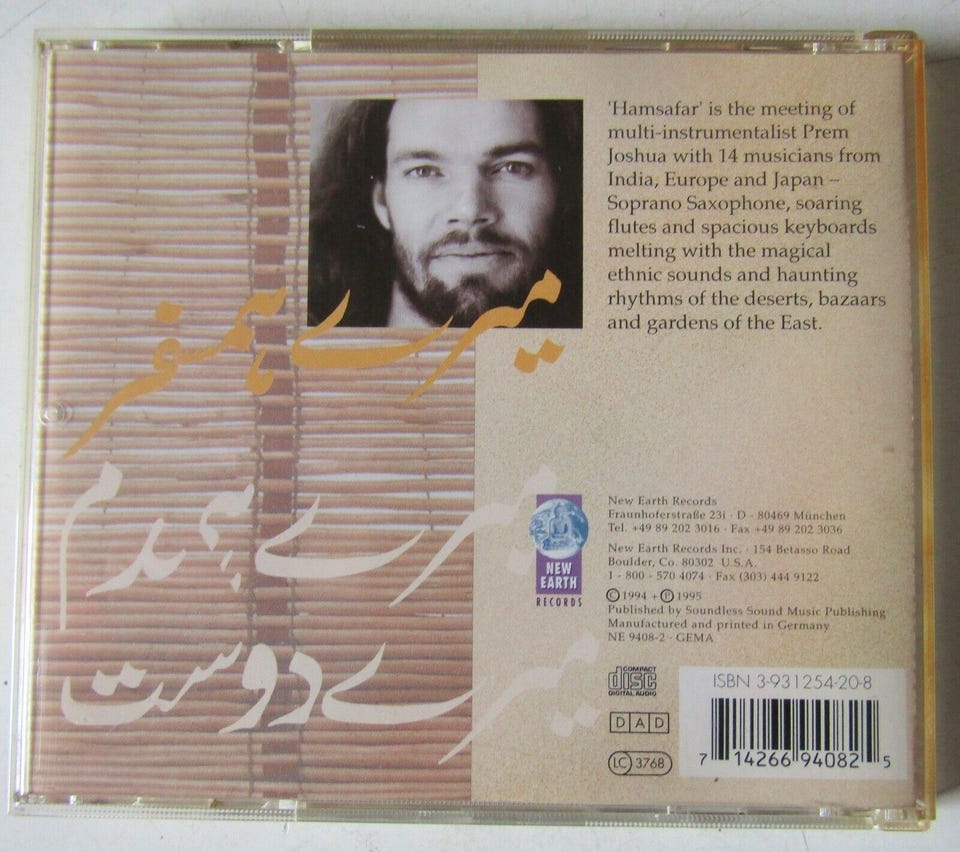 'Hamsafar' is the meeting of
multi-instrumentalist Prem
Joshua with 14 musicians from
India, Europe and Japan –
Soprano Saxophone, soaring
flutes and spacious keyboards
melting with the magical
ethnic sounds and haunting
rhythms of the deserts, bazaars
and gardens of the East.
میرے ہمسفر
میرے ہمدم
میرے دوست
NEW
EARTH
RECORDS
New Earth Records
Fraunhoferstraße 23i · D - 80469 München
Tel. +49 89 202 3016 · Fax +49 89 202 3036
New Earth Records Inc. · 154 Betasso Road
Boulder, Co. 80302 U.S.A.
1 - 800 - 570 4074 · Fax (303) 444 9122
Ⓒ 1994 + Ⓟ 1995
Published by Soundless Sound Music Publishing
Manufactured and printed in Germany
NE 9408-2 · GEMA
COMPACT
disc
DIGITAL AUDIO
DAD
LC 3768
ISBN 3-931254-20-8
7 14266 94082 5